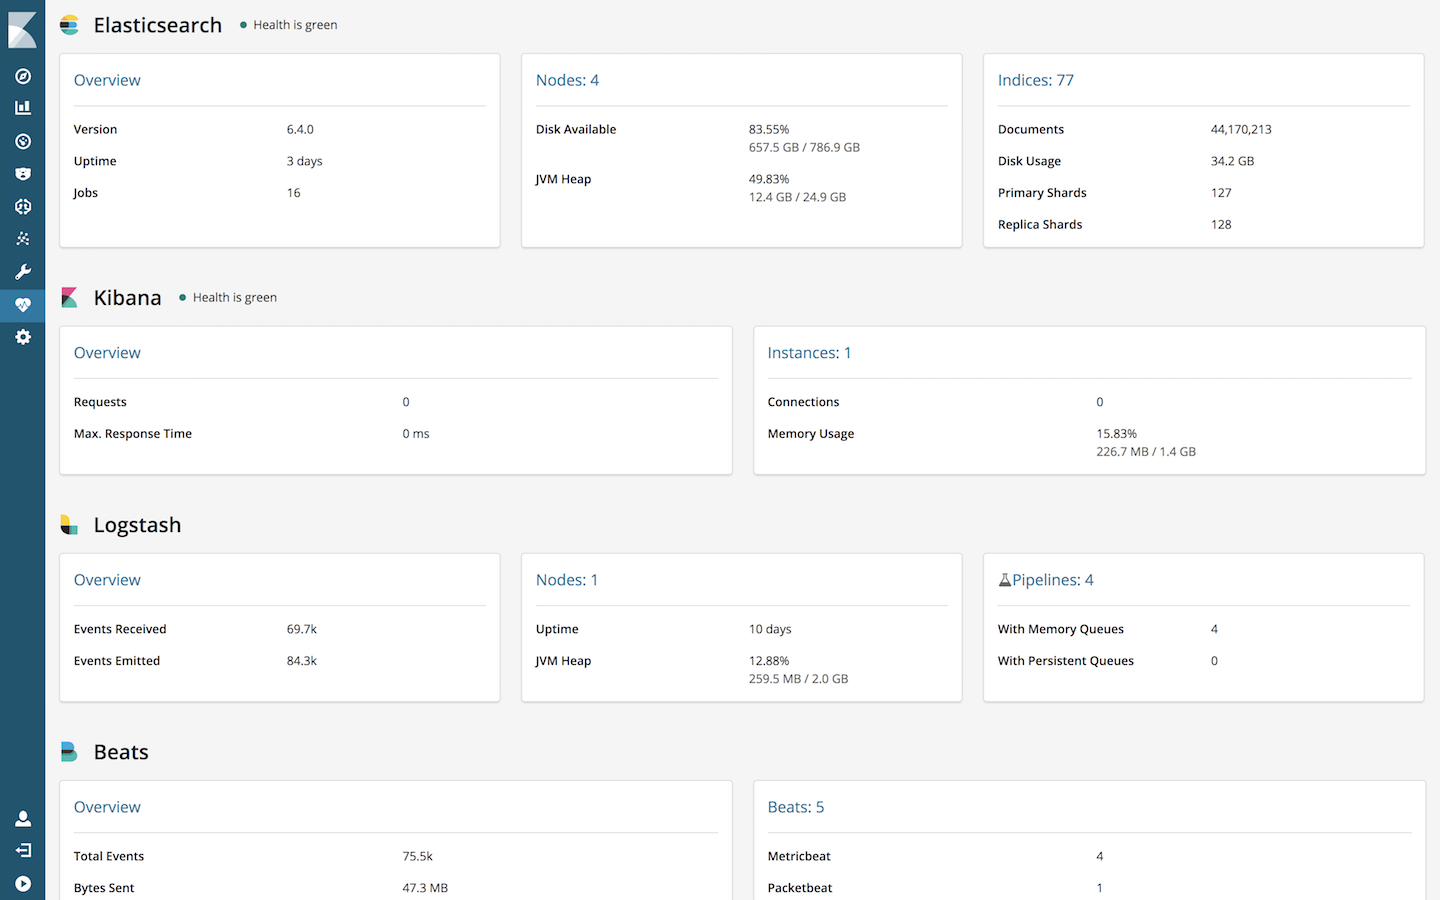 Elasticsearch Health is green
Overview
Version 6.4.0
Uptime 3 days
Jobs 16
Nodes: 4
Disk Available 83.55%
657.5 GB / 786.9 GB
JVM Heap 49.83%
12.4 GB / 24.9 GB
Indices: 77
Documents 44,170,213
Disk Usage 34.2 GB
Primary Shards 127
Replica Shards 128
Kibana Health is green
Overview
Requests 0
Max. Response Time 0 ms
Instances: 1
Connections 0
Memory Usage 15.83%
226.7 MB / 1.4 GB
Logstash
Overview
Events Received 69.7k
Events Emitted 84.3k
Nodes: 1
Uptime 10 days
JVM Heap 12.88%
259.5 MB / 2.0 GB
Pipelines: 4
With Memory Queues 4
With Persistent Queues 0
Beats
Overview
Total Events 75.5k
Bytes Sent 47.3 MB
Beats: 5
Metricbeat 4
Packetbeat 1